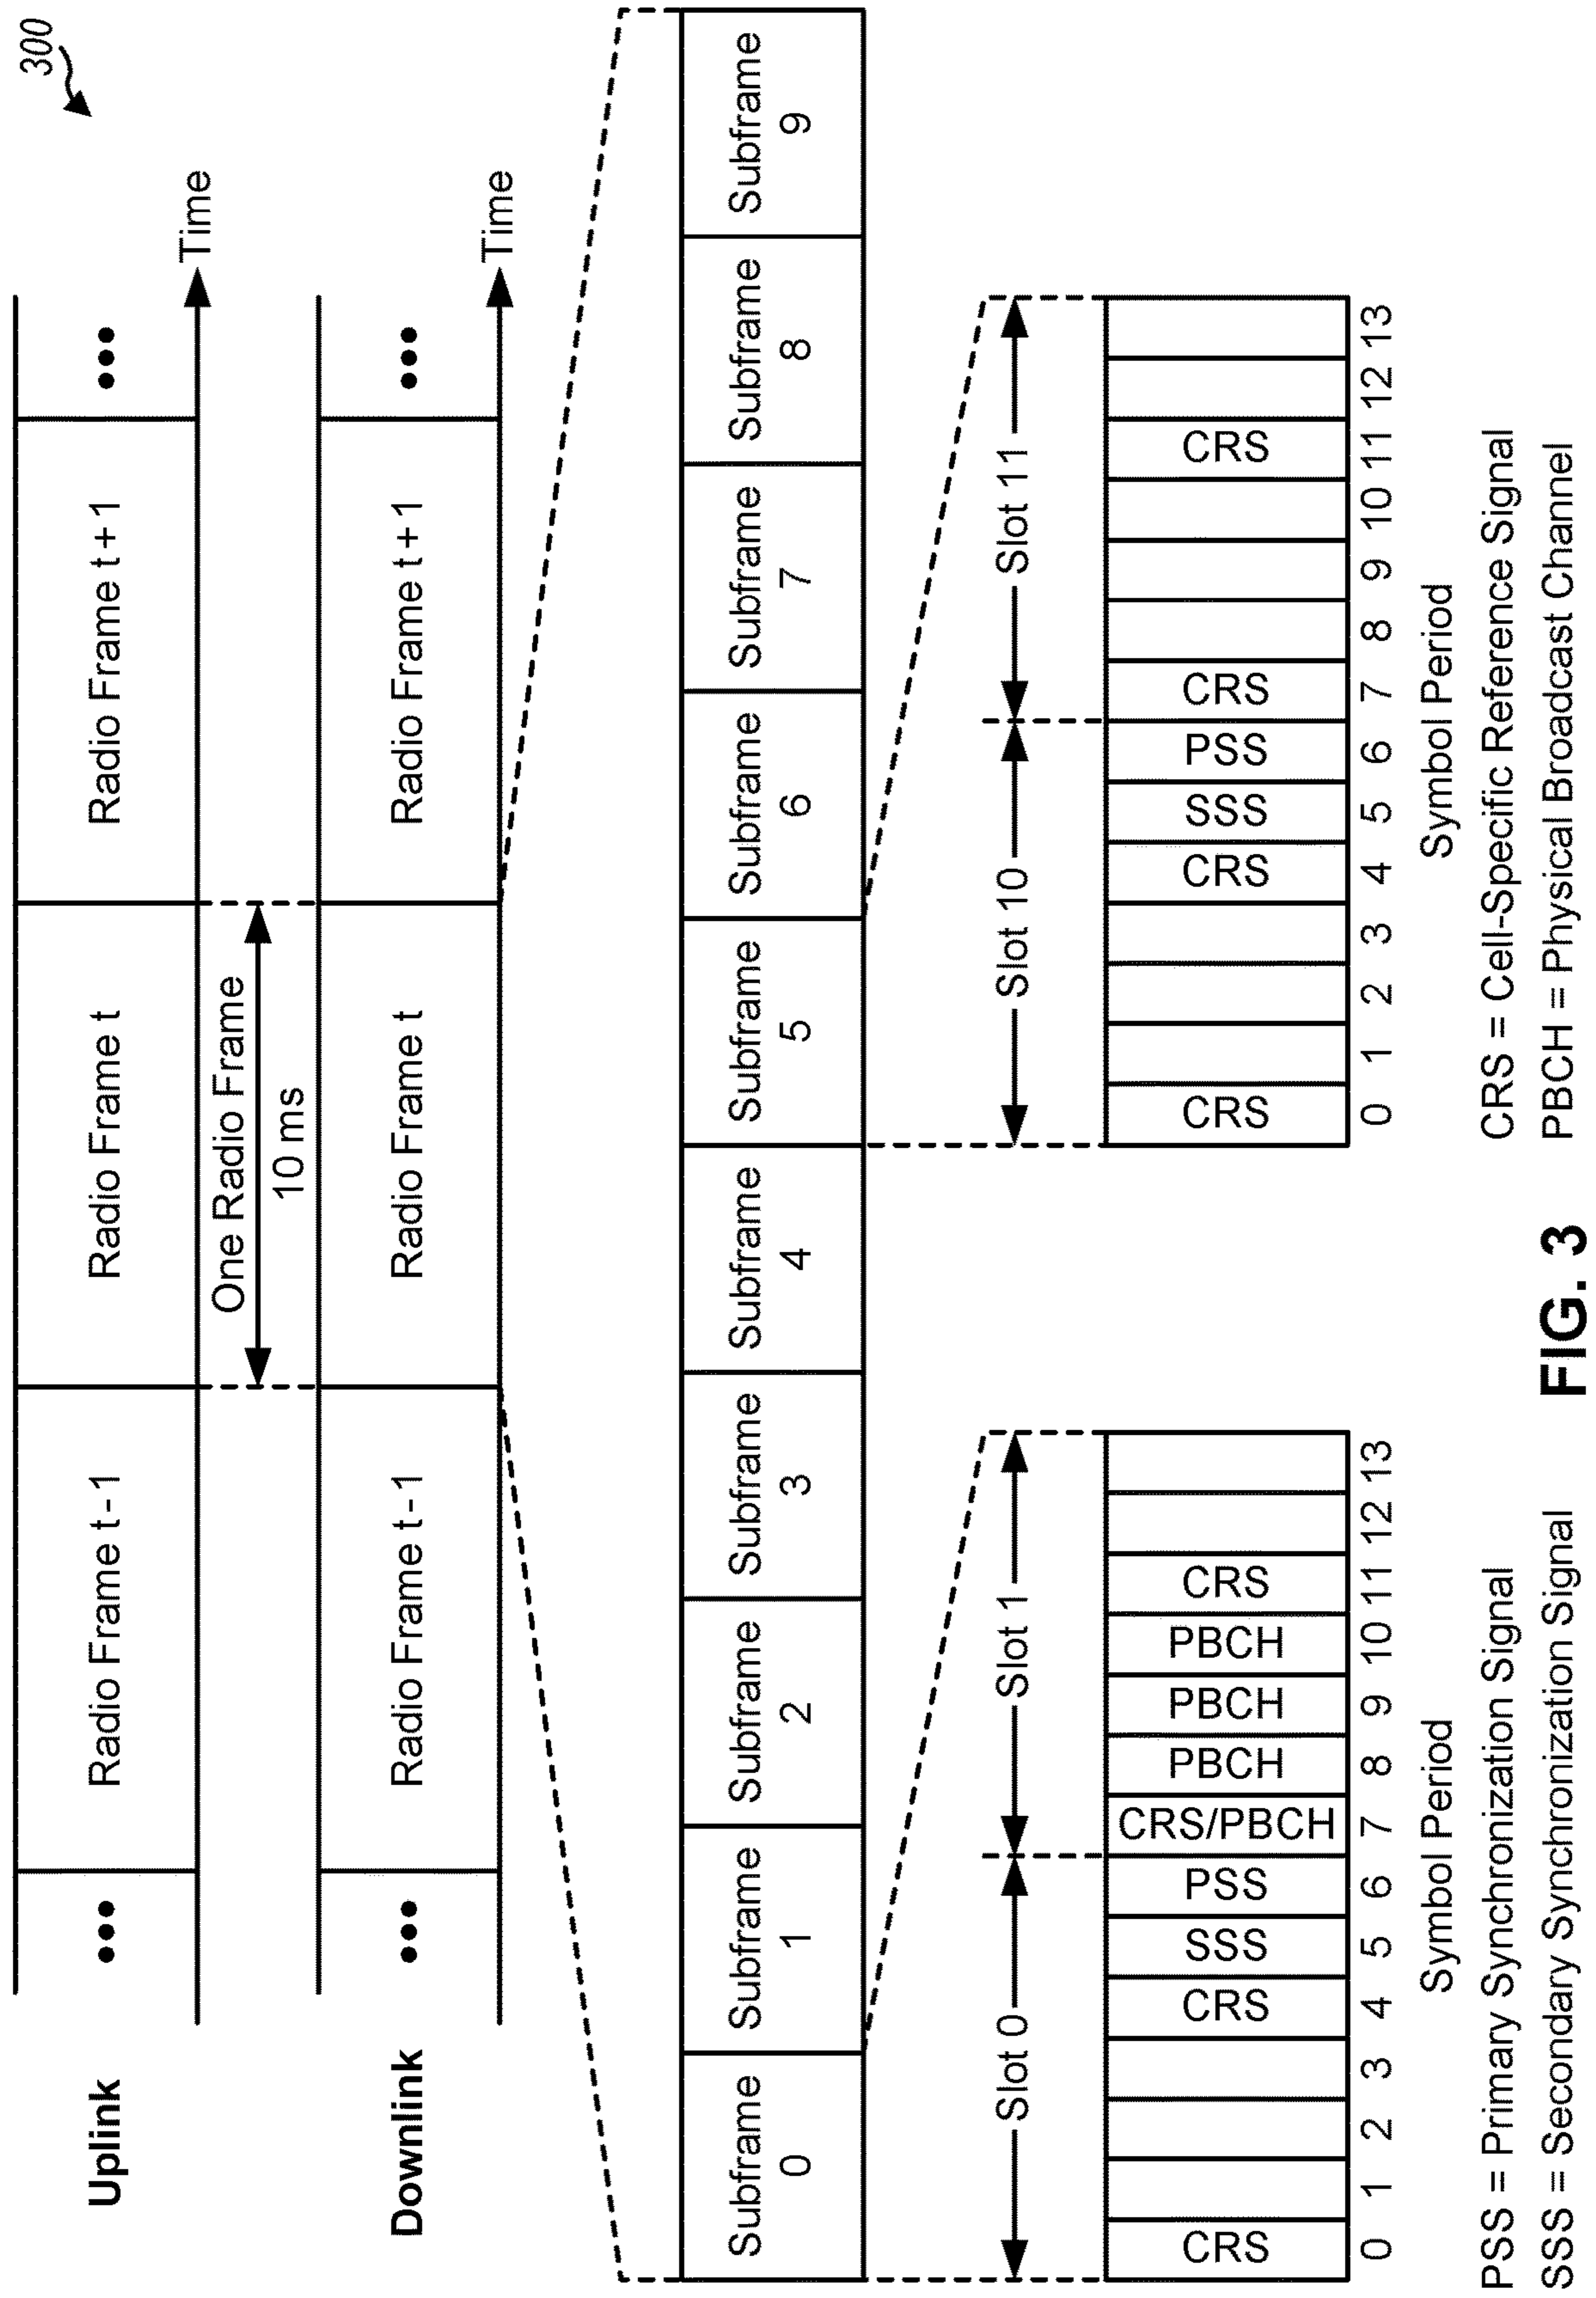 300
Uplink
••• Radio Frame t-1 Radio Frame t Radio Frame t+1 •••
Time
One Radio Frame
10 ms
Downlink
••• Radio Frame t-1 Radio Frame t Radio Frame t+1 •••
Time
Subframe Subframe Subframe Subframe Subframe Subframe Subframe Subframe Subframe Subframe
0 1 2 3 4 5 6 7 8 9
Slot 0 Slot 1 Slot 10 Slot 11
CRS CRS SSS PSS CRS/PBCH PBCH PBCH PBCH CRS CRS CRS SSS PSS CRS CRS
0 1 2 3 4 5 6 7 8 9 10 11 12 13 0 1 2 3 4 5 6 7 8 9 10 11 12 13
Symbol Period Symbol Period
PSS = Primary Synchronization Signal CRS = Cell-Specific Reference Signal
SSS = Secondary Synchronization Signal PBCH = Physical Broadcast Channel
FIG. 3